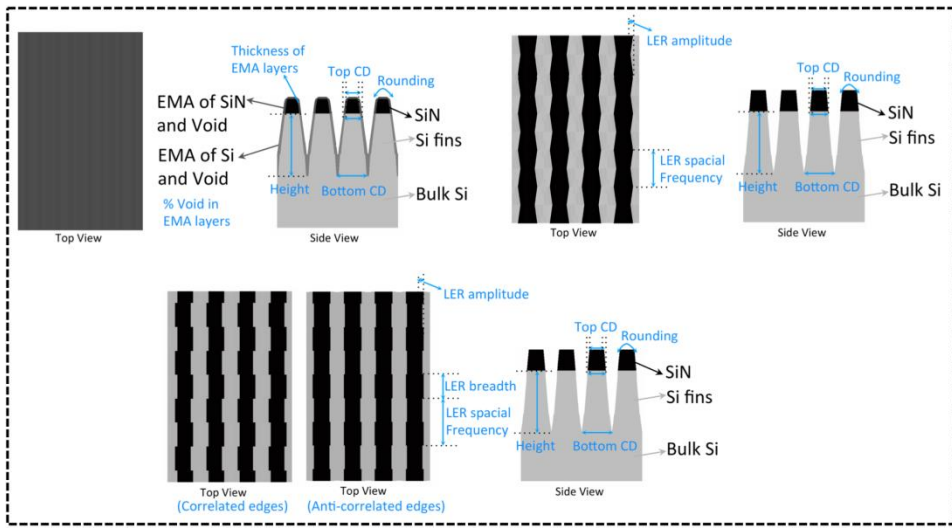 Thickness of
EMA layers
Top CD
Rounding
EMA of SiN
and Void
SiN
Si fins
EMA of Si
and Void
Height
Bottom CD
Bulk Si
% Void in
EMA layers
Top View
Side View
LER amplitude
Top CD
Rounding
SiN
Si fins
LER spacial
Frequency
Height
Bottom CD
Bulk Si
Top View
Side View
LER amplitude
Top CD
Rounding
LER breadth
SiN
Si fins
LER spacial
Frequency
Height
Bottom CD
Bulk Si
Top View
(Correlated edges)
Top View
(Anti-correlated edges)
Side View